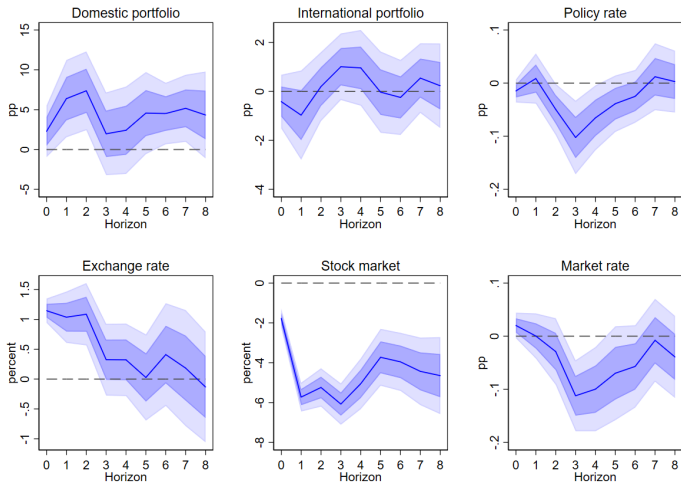 Domestic portfolio
International portfolio
Policy rate
pp
15
10
5
0
-5
0 1 2 3 4 5 6 7 8
Horizon
pp
2
0
-2
-4
0 1 2 3 4 5 6 7 8
Horizon
pp
.1
0
-.1
-.2
0 1 2 3 4 5 6 7 8
Horizon
Exchange rate
Stock market
Market rate
percent
1.5
1
.5
0
-.5
-1
0 1 2 3 4 5 6 7 8
Horizon
percent
0
-2
-4
-6
-8
0 1 2 3 4 5 6 7 8
Horizon
pp
.1
0
-.1
-.2
0 1 2 3 4 5 6 7 8
Horizon